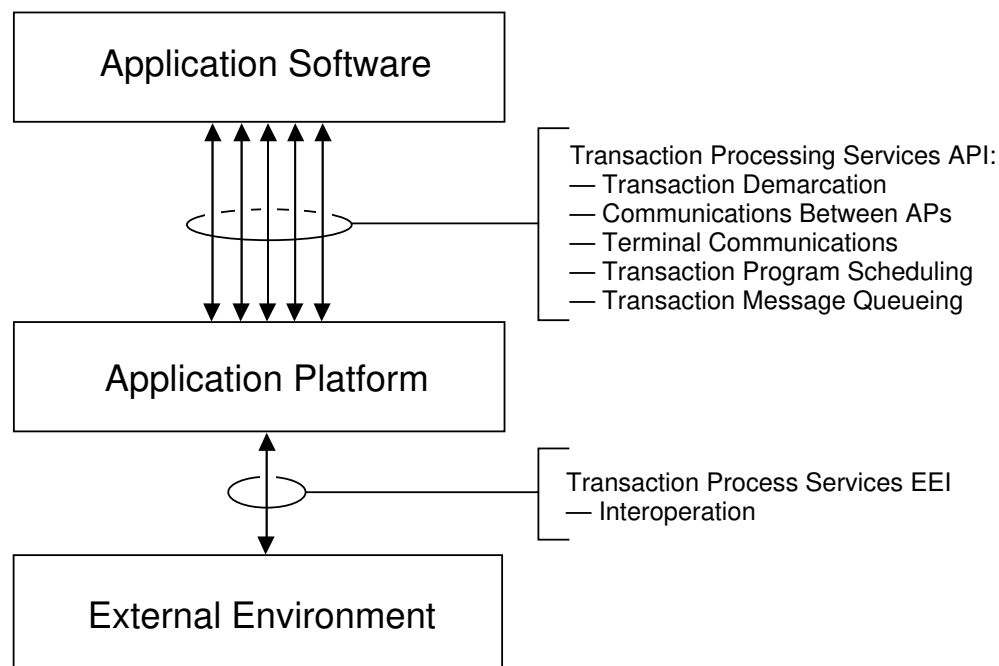 Application Software
Transaction Processing Services API:
— Transaction Demarcation
— Communications Between APs
— Terminal Communications
— Transaction Program Scheduling
— Transaction Message Queueing
Application Platform
Transaction Process Services EEI
— Interoperation
External Environment